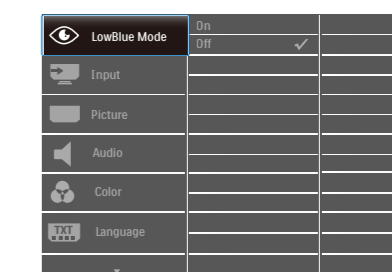 LowBlue Mode
On
Off
Input
Picture
Audio
Color
TXT
Language